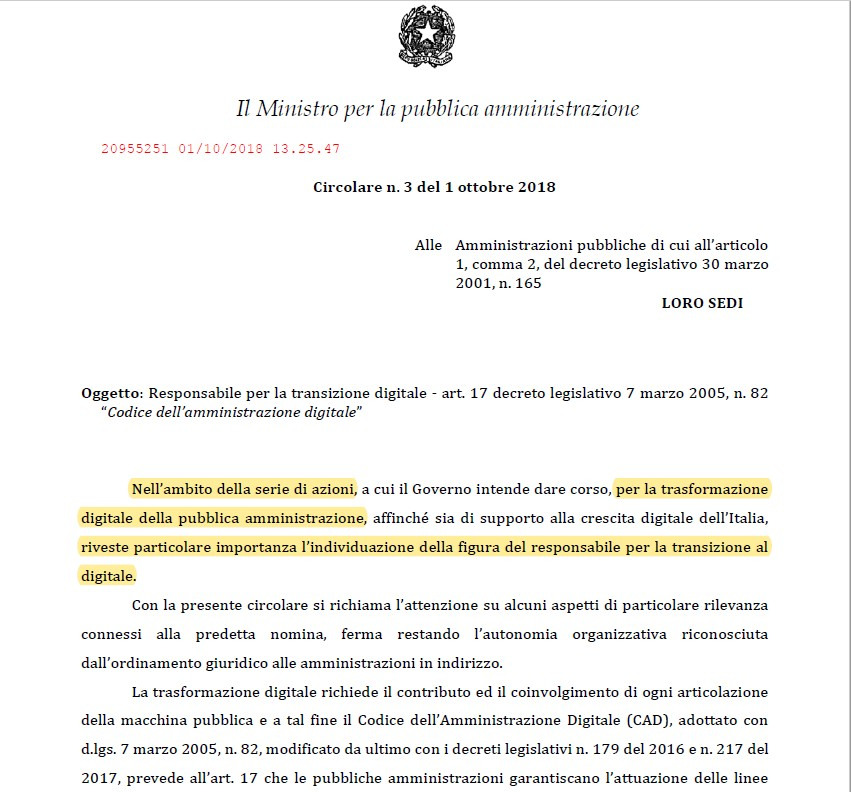 Il Ministro per la pubblica amministrazione
20955251 01/10/2018 13.25.47
Circolare n. 3 del 1 ottobre 2018
Alle Amministrazioni pubbliche di cui all’articolo
1, comma 2, del decreto legislativo 30 marzo
2001, n. 165
LORO SEDI
Oggetto: Responsabile per la transizione digitale - art. 17 decreto legislativo 7 marzo 2005, n. 82
“Codice dell’amministrazione digitale”
Nell’ambito della serie di azioni, a cui il Governo intende dare corso, per la trasformazione
digitale della pubblica amministrazione, affinché sia di supporto alla crescita digitale dell’Italia,
riveste particolare importanza l’individuazione della figura del responsabile per la transizione al
digitale.
Con la presente circolare si richiama l’attenzione su alcuni aspetti di particolare rilevanza
connessi alla predetta nomina, ferma restando l’autonomia organizzativa riconosciuta
dall’ordinamento giuridico alle amministrazioni in indirizzo.
La trasformazione digitale richiede il contributo ed il coinvolgimento di ogni articolazione
della macchina pubblica e a tal fine il Codice dell’Amministrazione Digitale (CAD), adottato con
d.lgs. 7 marzo 2005, n. 82, modificato da ultimo con i decreti legislativi n. 179 del 2016 e n. 217 del
2017, prevede all’art. 17 che le pubbliche amministrazioni garantiscano l’attuazione delle linee